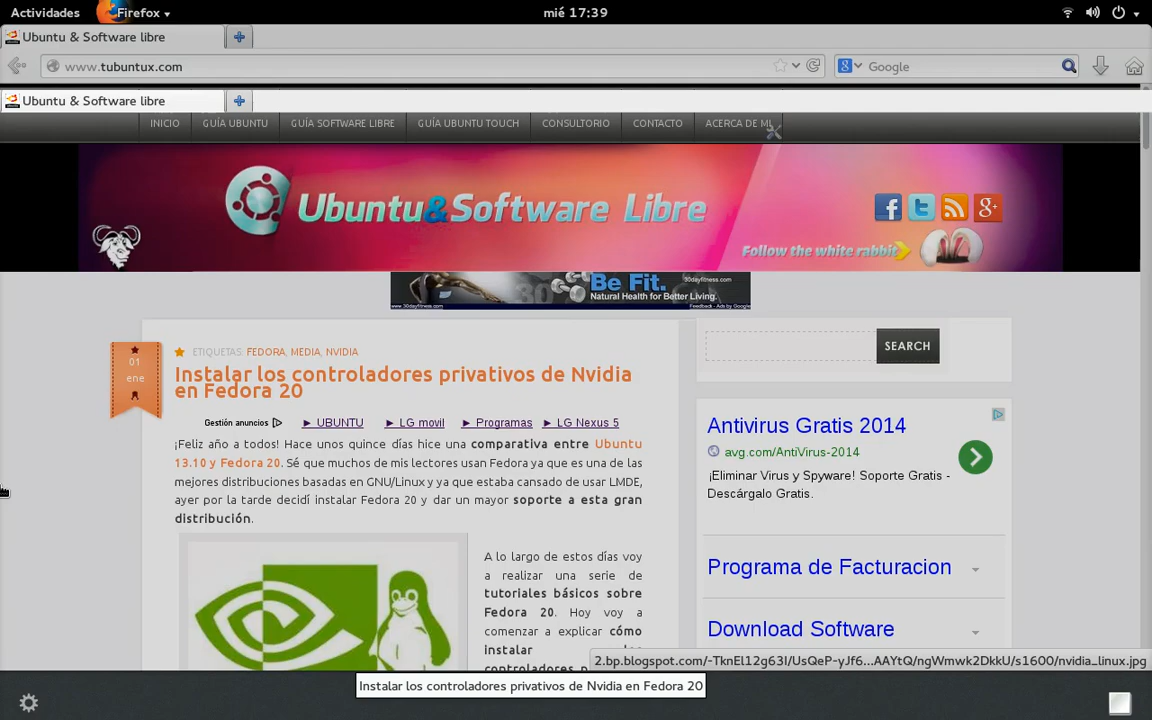 Actividades Firefox mié 17:39
Ubuntu & Software libre
www.tubuntux.com Google
Ubuntu & Software libre
INICIO GUÍA UBUNTU GUÍA SOFTWARE LIBRE GUÍA UBUNTU TOUCH CONSULTORIO CONTACTO ACERCA DE MI
Ubuntu&Software Libre
Follow the white rabbit
30 Be Fit.
Natural Health for Better Living.
www.30dayfitness.com Feedback - Ads by Google
SEARCH
01
ene
ETIQUETAS: FEDORA, MEDIA, NVIDIA
Instalar los controladores privativos de Nvidia
en Fedora 20
Gestión anuncios ► UBUNTU ► LG movil ► Programas ► LG Nexus 5
¡Feliz año a todos! Hace unos quince días hice una comparativa entre Ubuntu
13.10 y Fedora 20. Sé que muchos de mis lectores usan Fedora ya que es una de las
mejores distribuciones basadas en GNU/Linux y ya que estaba cansado de usar LMDE,
ayer por la tarde decidí instalar Fedora 20 y dar un mayor soporte a esta gran
distribución.
A lo largo de estos días voy
a realizar una serie de
tutoriales básicos sobre
Fedora 20. Hoy voy a
comenzar a explicar cómo
instalar los
Antivirus Gratis 2014
avg.com/AntiVirus-2014
¡Eliminar Virus y Spyware! Soporte Gratis -
Descárgalo Gratis.
Programa de Facturacion
Download Software
2.bp.blogspot.com/-TknEl12g63I/UsQeP-yJf6...AAYtQ/ngWmwk2DkkU/s1600/nvidia_linux.jpg
Instalar los controladores privativos de Nvidia en Fedora 20